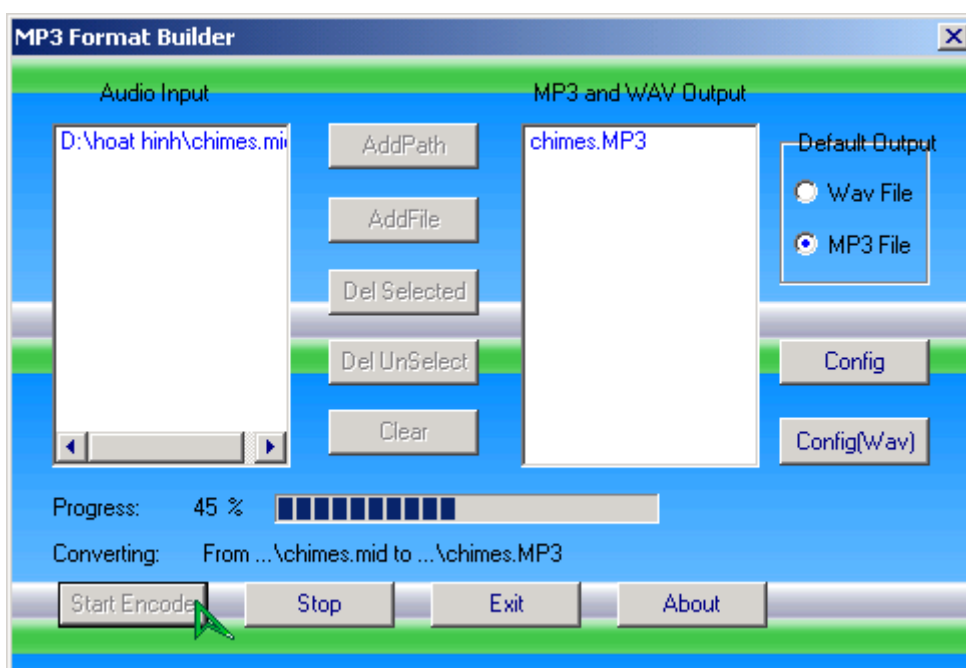 MP3 Format Builder
Audio Input
MP3 and WAV Output
D:\hoat hinh\chimes.mi
AddPath
chimes.MP3
Default Output
Wav File
AddFile
MP3 File
Del Selected
Del UnSelect
Config
Clear
Config(Wav)
Progress: 45 %
Converting: From ...\chimes.mid to ...\chimes.MP3
Start Encode Stop Exit About